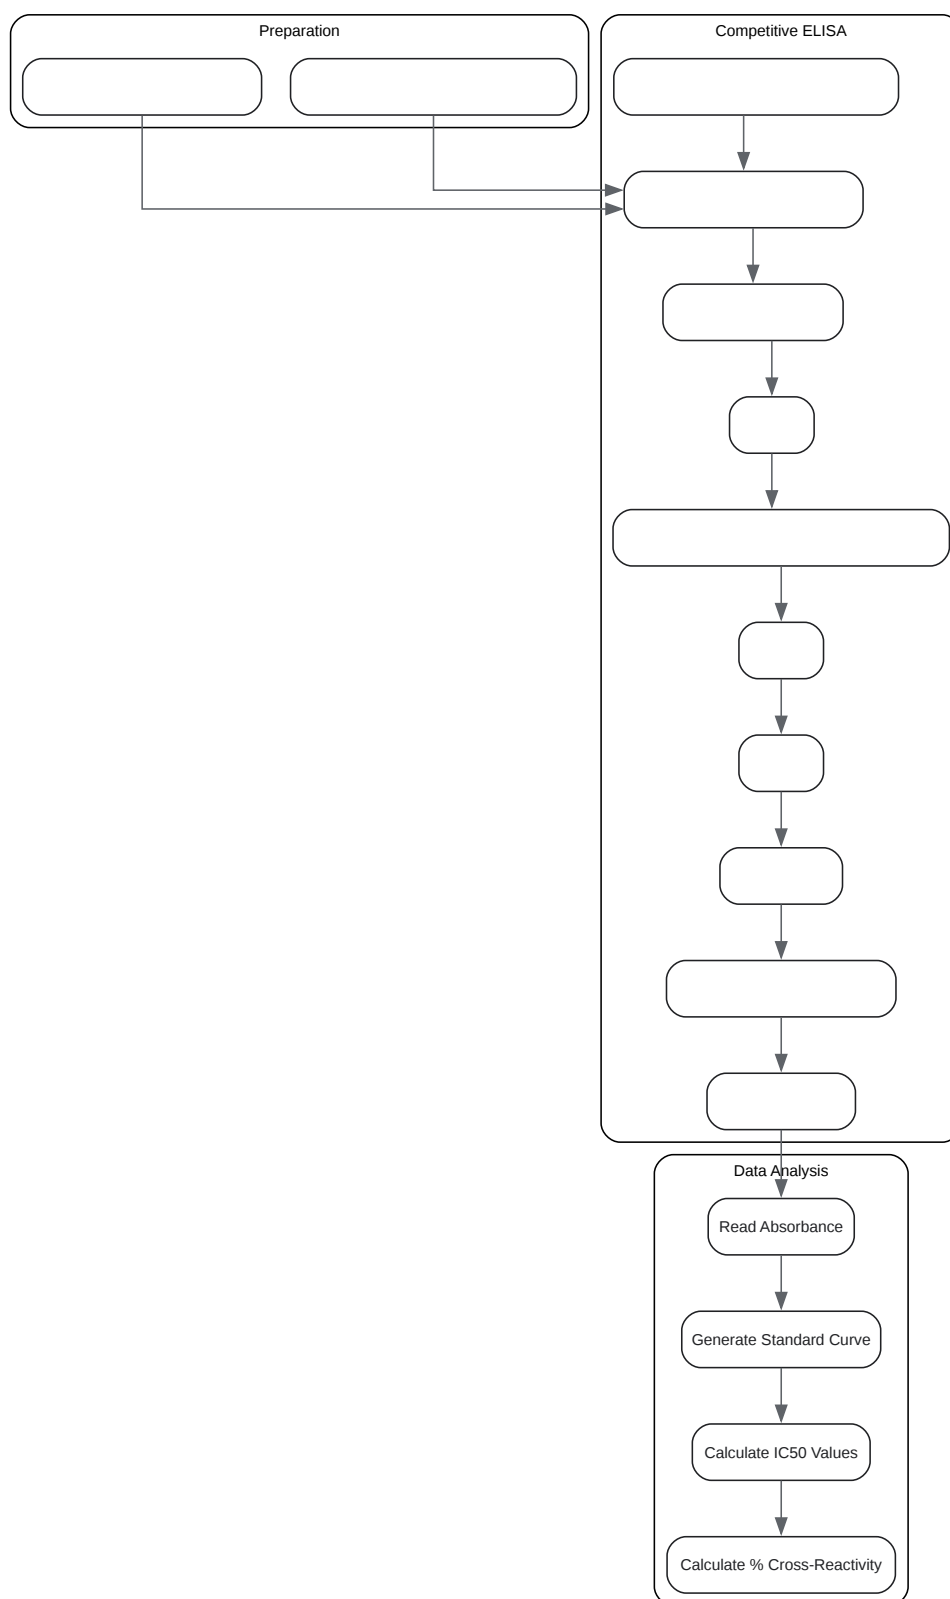 Preparation
Competitive ELISA
Data Analysis
Read Absorbance
Generate Standard Curve
Calculate IC50 Values
Calculate % Cross-Reactivity